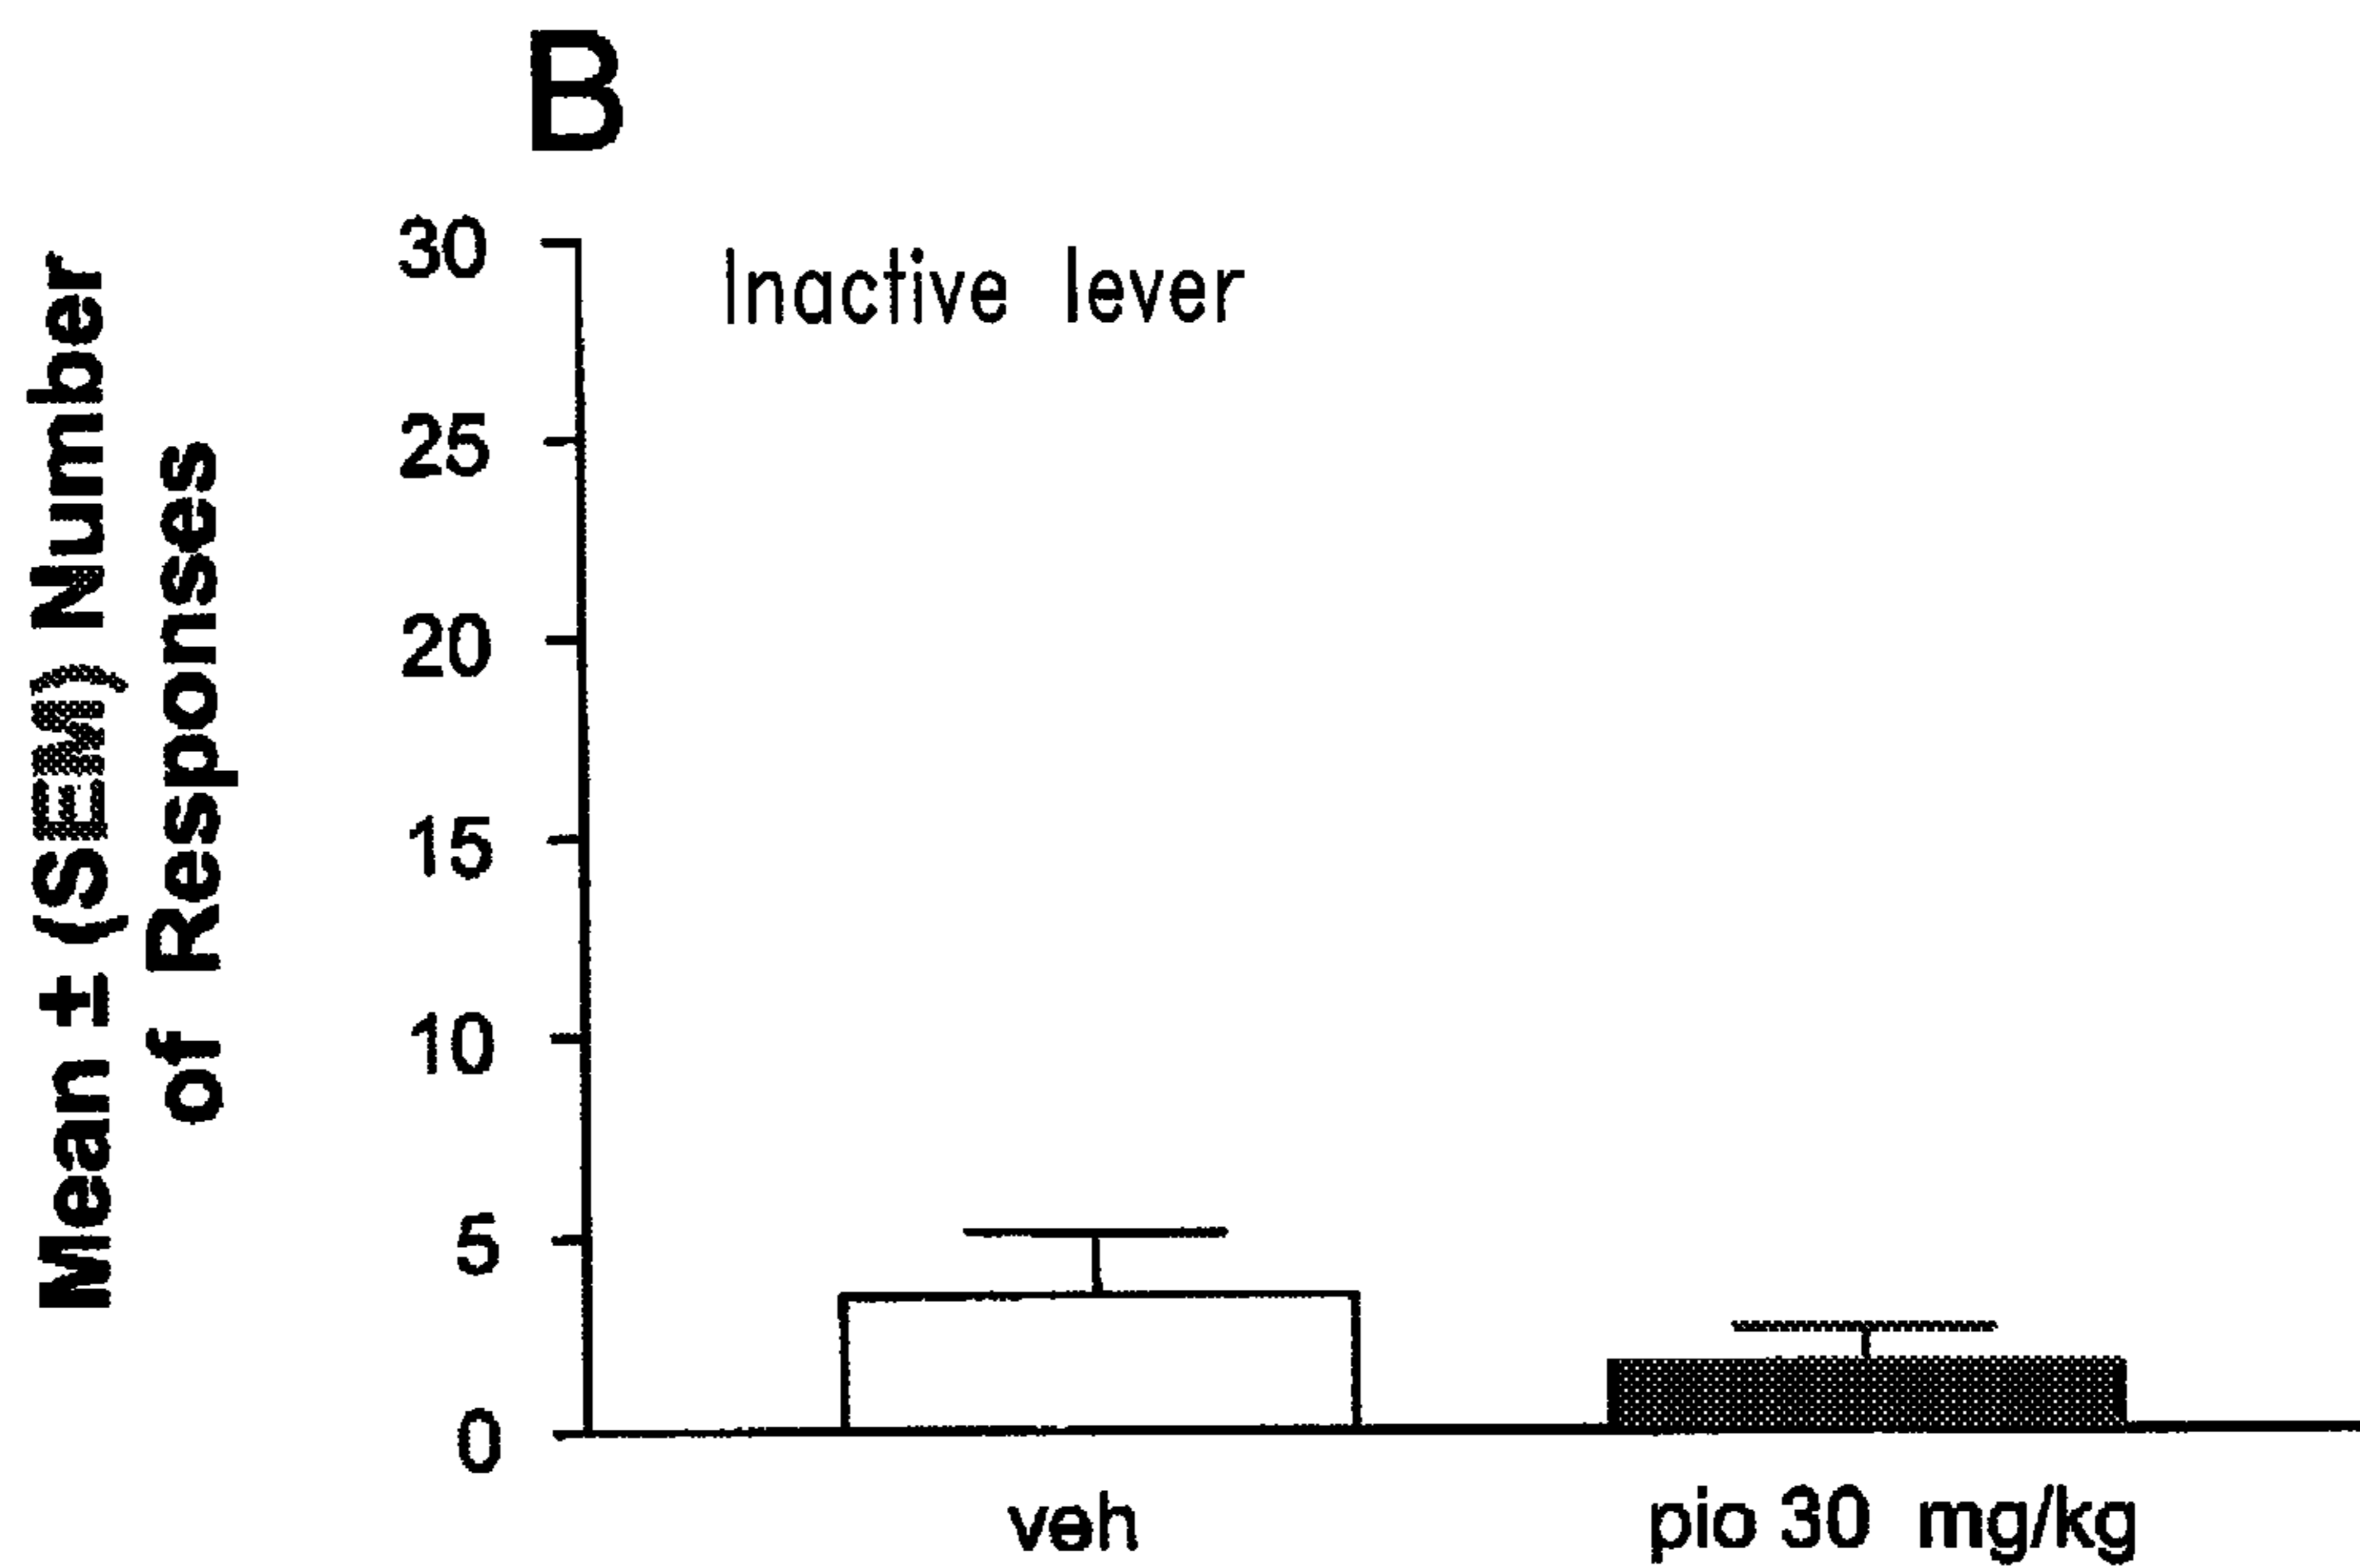 B
Mean ± (SEM) Number
of Responses
30
Inactive lever
25
20
15
10
5
0
veh
pio 30 mg/kg